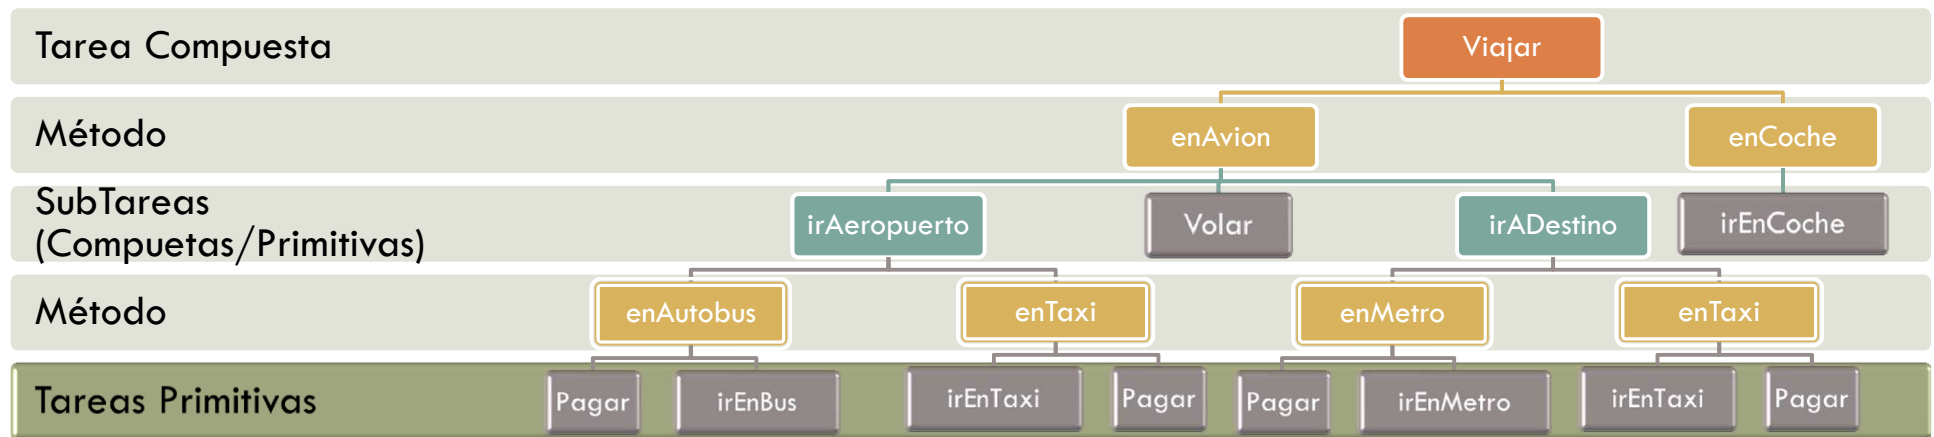 Tarea Compuesta
Viajar
Método
enAvion
enCoche
SubTareas
(Compuetas/Primitivas)
irAeropuerto
Volar
irADestino
irEnCoche
Método
enAutobus
enTaxi
enMetro
enTaxi
Tareas Primitivas
Pagar
irEnBus
irEnTaxi
Pagar
Pagar
irEnMetro
irEnTaxi
Pagar